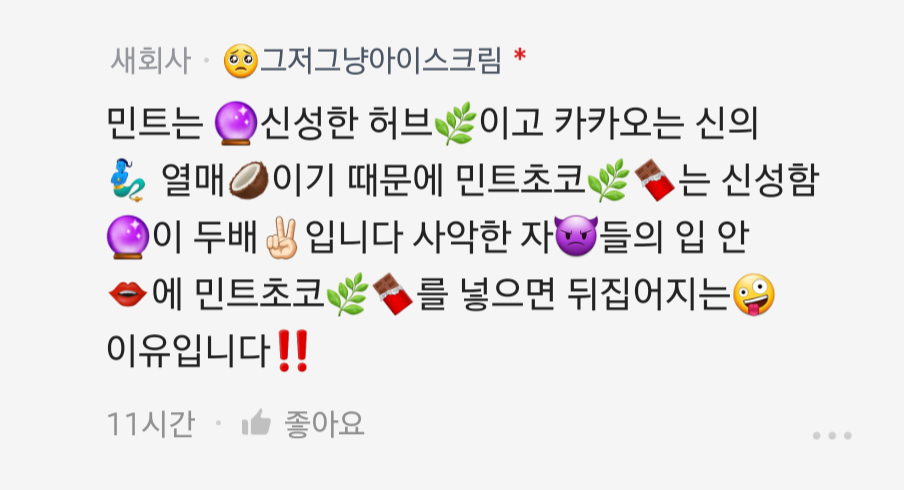 새회사 · 🥺그저그냥아이스크림 *
민트는 🔮신성한 허브🌿이고 카카오는 신의
🧞‍♂️ 열매🥥이기 때문에 민트초코🌿🍫는 신성함
🔮이 두배✌🏻입니다 사악한 자👿들의 입 안
👄에 민트초코🌿🍫를 넣으면 뒤집어지는🤪
이유입니다‼️
11시간 · 좋아요